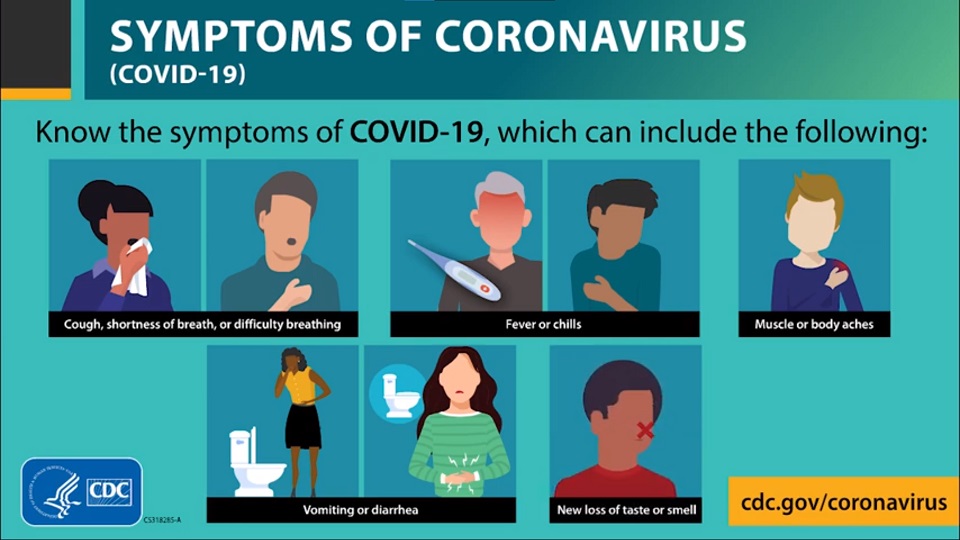 SYMPTOMS OF CORONAVIRUS
(COVID-19)
Know the symptoms of COVID-19, which can include the following:
Cough, shortness of breath, or difficulty breathing
Fever or chills
Muscle or body aches
Vomiting or diarrhea
New loss of taste or smell
CDC
CS318285-A
cdc.gov/coronavirus